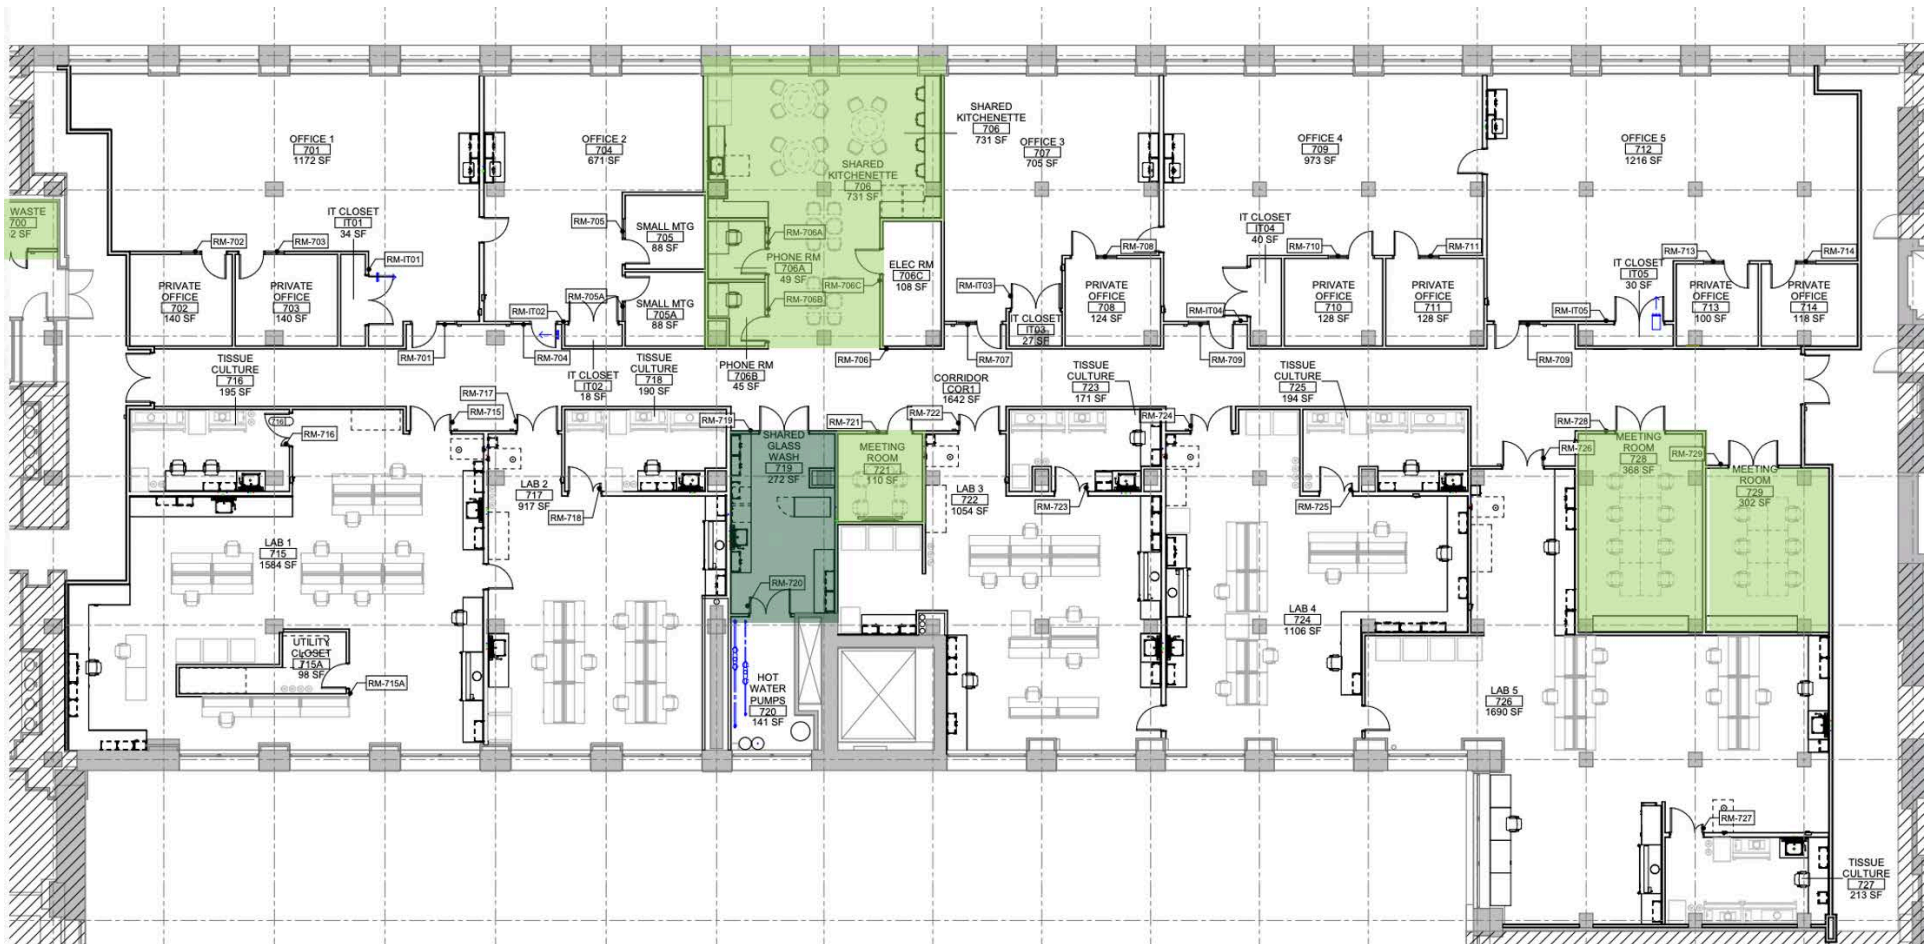 OFFICE 1
701
1172 SF
OFFICE 2
704
671 SF
SHARED
KITCHENETTE
706
731 SF
SHARED
KITCHENETTE
706
731 SF
OFFICE 3
707
705 SF
OFFICE 4
709
973 SF
OFFICE 5
712
1216 SF
WASTE
700
2 SF
IT CLOSET
IT01
34 SF
RM-702
RM-703
RM-IT01
PRIVATE
OFFICE
702
140 SF
PRIVATE
OFFICE
703
140 SF
RM-705
SMALL MTG
705
88 SF
RM-705A
SMALL MTG
705A
88 SF
RM-IT02
RM-706A
PHONE RM
706A
49 SF
RM-706C
RM-706B
ELEC RM
706C
108 SF
RM-IT03
IT CLOSET
IT03
27 SF
RM-708
PRIVATE
OFFICE
708
124 SF
IT CLOSET
IT04
40 SF
RM-710
RM-711
RM-IT04
PRIVATE
OFFICE
710
128 SF
PRIVATE
OFFICE
711
128 SF
RM-713
RM-714
IT CLOSET
IT05
30 SF
RM-IT05
PRIVATE
OFFICE
713
100 SF
PRIVATE
OFFICE
714
118 SF
RM-701
RM-704
RM-706
RM-707
RM-709
RM-709
TISSUE
CULTURE
716
195 SF
IT CLOSET
IT02
18 SF
TISSUE
CULTURE
718
190 SF
PHONE RM
706B
45 SF
CORRIDOR
COR1
1642 SF
TISSUE
CULTURE
723
171 SF
TISSUE
CULTURE
725
194 SF
RM-717
RM-715
716
RM-716
RM-719
RM-721
RM-722
RM-724
RM-728
RM-726
RM-729
SHARED
GLASS
WASH
719
272 SF
MEETING
ROOM
721
110 SF
MEETING
ROOM
728
368 SF
MEETING
ROOM
729
302 SF
LAB 2
717
917 SF
RM-718
LAB 3
722
1054 SF
RM-723
RM-725
LAB 1
715
1584 SF
RM-720
LAB 4
724
1106 SF
UTILITY
CLOSET
715A
98 SF
RM-715A
HOT
WATER
PUMPS
720
141 SF
LAB 5
726
1690 SF
RM-727
TISSUE
CULTURE
727
213 SF